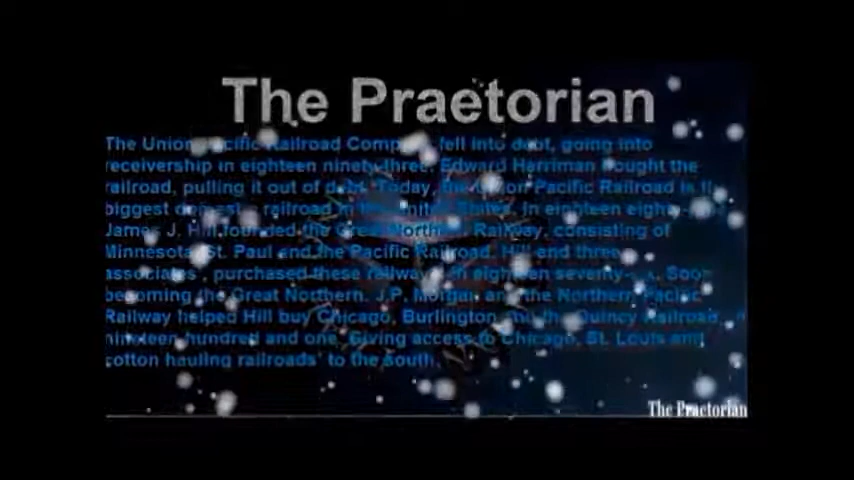 The Praetorian
The Union Pacific Railroad Company fell into debt, going into
receivership in eighteen ninety-three. Edward Herriman bought the
railroad, pulling it out of debt. Today, the Union Pacific Railroad is
biggest domestic railroad in the United States. In eighteen
James J. Hill founded the Great Northern Railway, consisting of
Minnesota, St. Paul and the Pacific Railroad. Hill and three
associates', purchased these railways in eighteen Soon
becoming the Great Northern. J.P. Morgan and the Northern Pacific
Railway helped Hill buy Chicago, Burlington and the Quincy Railroad
nineteen hundred and one. Giving access to Chicago, St. Louis and
cotton hauling railroads' to the south.
The Praetorian